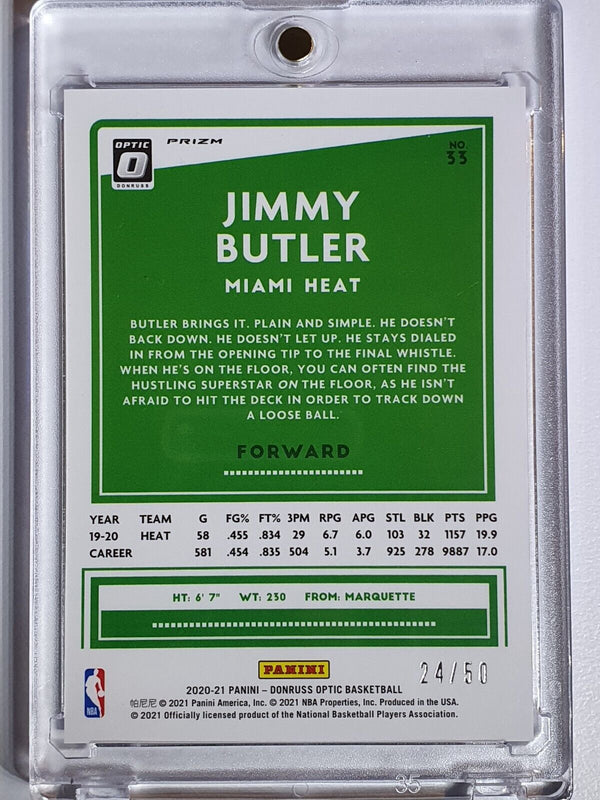 OPTIC
DONRUSS
PRIZM
NO.
33
JIMMY
BUTLER
MIAMI HEAT
BUTLER BRINGS IT. PLAIN AND SIMPLE. HE DOESN'T
BACK DOWN. HE DOESN'T LET UP. HE STAYS DIALED
IN FROM THE OPENING TIP TO THE FINAL WHISTLE.
WHEN HE'S ON THE FLOOR, YOU CAN OFTEN FIND THE
HUSTLING SUPERSTAR ON THE FLOOR, AS HE ISN'T
AFRAID TO HIT THE DECK IN ORDER TO TRACK DOWN
A LOOSE BALL.
FORWARD
YEAR TEAM G FG% FT% 3PM RPG APG STL BLK PTS PPG
19-20 HEAT 58 .455 .834 29 6.7 6.0 103 32 1157 19.9
CAREER 581 .454 .835 504 5.1 3.7 925 278 9887 17.0
HT: 6' 7" WT: 230 FROM: MARQUETTE
PANINI
24/50
2020-21 PANINI – DONRUSS OPTIC BASKETBALL
帕尼尼 © 2021 Panini America, Inc. © 2021 NBA Properties, Inc. Produced in the USA.
© 2021 Officially licensed product of the National Basketball Players Association.
NBA
35